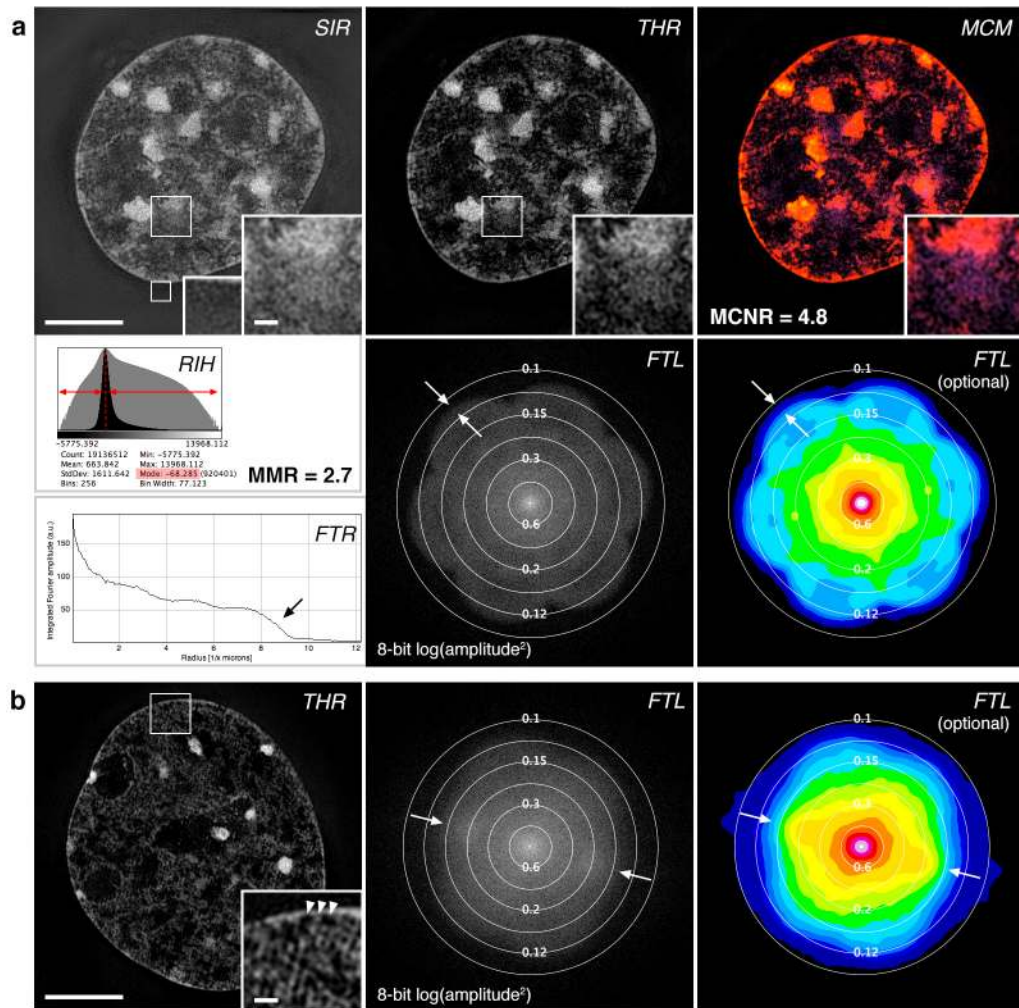 a
SIR
THR
MCM
MCNR = 4.8
RIH
−5775.392
13968.112
Count: 19136512
Min: −5775.392
Mean: 663.842
Max: 13968.112
StdDev: 1611.642
Mode: −68.285 (920401)
Bins: 256
Bin Width: 77.123
MMR = 2.7
FTR
Integrated Fourier amplitude (a.u.)
150
100
50
2
4
6
8
10
12
Radius [1/x microns]
FTL
0.1
0.15
0.3
0.6
0.2
0.12
8-bit log(amplitude²)
FTL
(optional)
0.1
0.15
0.3
0.6
0.2
0.12
b
THR
FTL
0.1
0.15
0.3
0.6
0.2
0.12
8-bit log(amplitude²)
FTL
(optional)
0.1
0.15
0.3
0.6
0.2
0.12